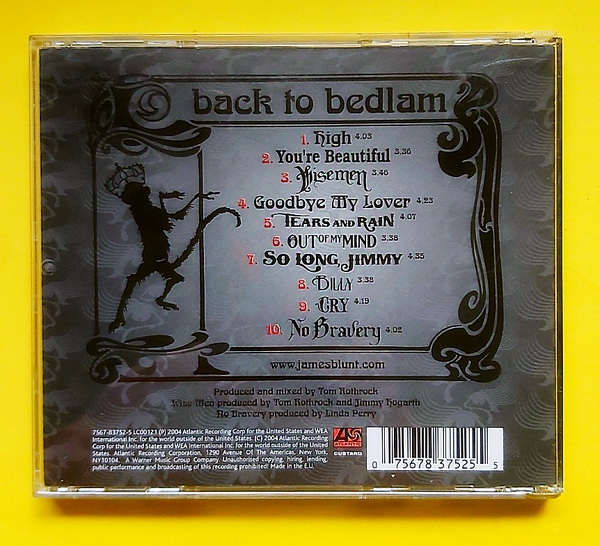 back to bedlam
1. High 4.03
2. You're Beautiful 3.36
3. Wisemen 3.46
4. Goodbye My Lover 4.23
5. TEARS AND RAIN 4.07
6. OUT OF MY MIND 3.38
7. SO LONG, JIMMY 4.35
8. BILLY 3.38
9. CRY 4.19
10. No Bravery 4.02
www.jamesblunt.com
Produced and mixed by Tom Rothrock
Wise Men produced by Tom Rothrock and Jimmy Hogarth
No Bravery produced by Linda Perry
7567-83752-5 LC00121 (P) 2004 Atlantic Recording Corp for the United States and WEA
International Inc. for the world outside of the United States. (C) 2004 Atlantic Recording
Corp for the United States and WEA International Inc. for the world outside of the United
States. Atlantic Recording Corporation, 1290 Avenue Of The Americas, New York,
NY10104. A Warner Music Group Company. Unauthorised copying, hiring, lending,
public performance and broadcasting of this recording prohibited! Made in the E.U.
ATLANTIC
CUSTARD
0 75678 37525 5